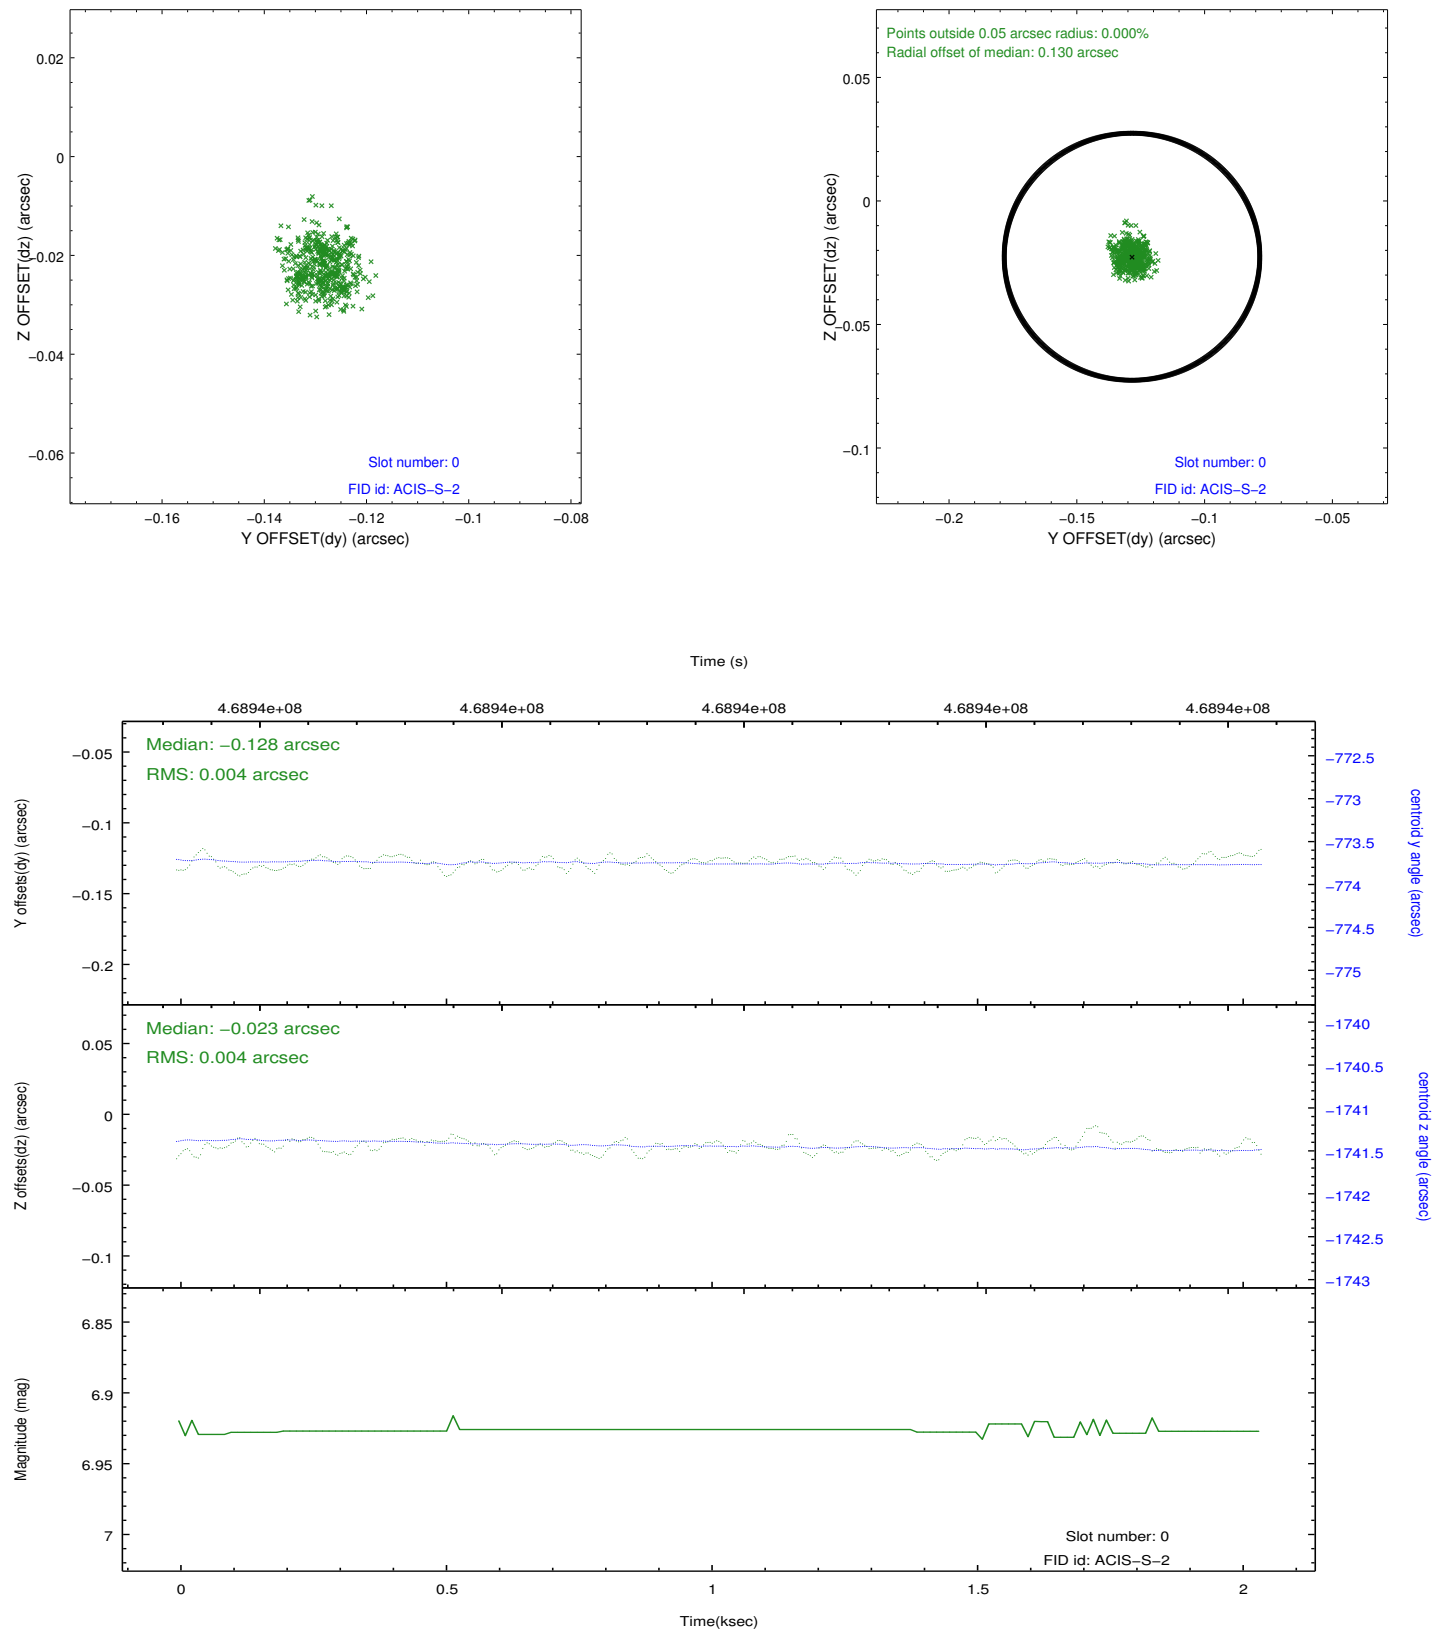 0.02
0
−0.02
−0.04
−0.06
Z OFFSET(dz) (arcsec)
Slot number: 0
FID id: ACIS−S−2
−0.16 −0.14 −0.12 −0.1 −0.08
Y OFFSET(dy) (arcsec)
Points outside 0.05 arcsec radius: 0.000%
Radial offset of median: 0.130 arcsec
0.05
0
−0.05
−0.1
Z OFFSET(dz) (arcsec)
Slot number: 0
FID id: ACIS−S−2
−0.2 −0.15 −0.1 −0.05
Y OFFSET(dy) (arcsec)
Time (s)
4.6894e+08 4.6894e+08 4.6894e+08 4.6894e+08 4.6894e+08
Median: −0.128 arcsec
RMS: 0.004 arcsec
−0.05
−0.1
−0.15
−0.2
Y offsets(dy) (arcsec)
−772.5
−773
−773.5
−774
−774.5
−775
centroid y angle (arcsec)
Median: −0.023 arcsec
RMS: 0.004 arcsec
0.05
0
−0.05
−0.1
Z offsets(dz) (arcsec)
−1740
−1740.5
−1741
−1741.5
−1742
−1742.5
−1743
centroid z angle (arcsec)
6.85
6.9
6.95
7
Magnitude (mag)
Slot number: 0
FID id: ACIS−S−2
0 0.5 1 1.5 2
Time(ksec)